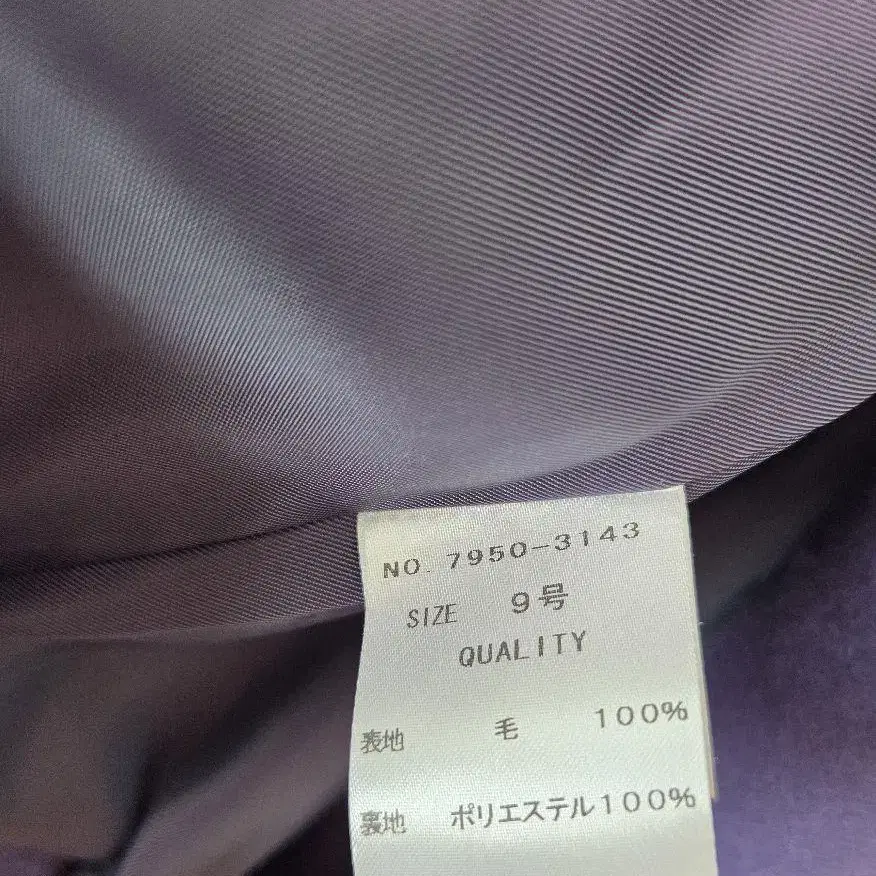 NO. 7950-3143
SIZE 9号
QUALITY
表地 毛 100%
裏地 ポリエステル100%